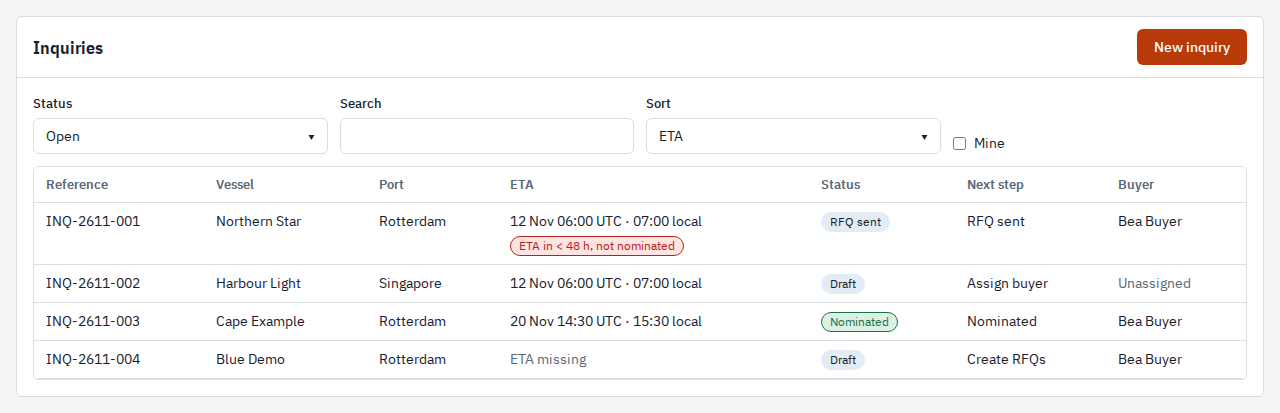 Inquiries
New inquiry
Status
Search
Sort
Open
ETA
Mine
Reference Vessel Port ETA Status Next step Buyer
INQ-2611-001 Northern Star Rotterdam 12 Nov 06:00 UTC · 07:00 local RFQ sent RFQ sent Bea Buyer
ETA in < 48 h, not nominated
INQ-2611-002 Harbour Light Singapore 12 Nov 06:00 UTC · 07:00 local Draft Assign buyer Unassigned
INQ-2611-003 Cape Example Rotterdam 20 Nov 14:30 UTC · 15:30 local Nominated Nominated Bea Buyer
INQ-2611-004 Blue Demo Rotterdam ETA missing Draft Create RFQs Bea Buyer